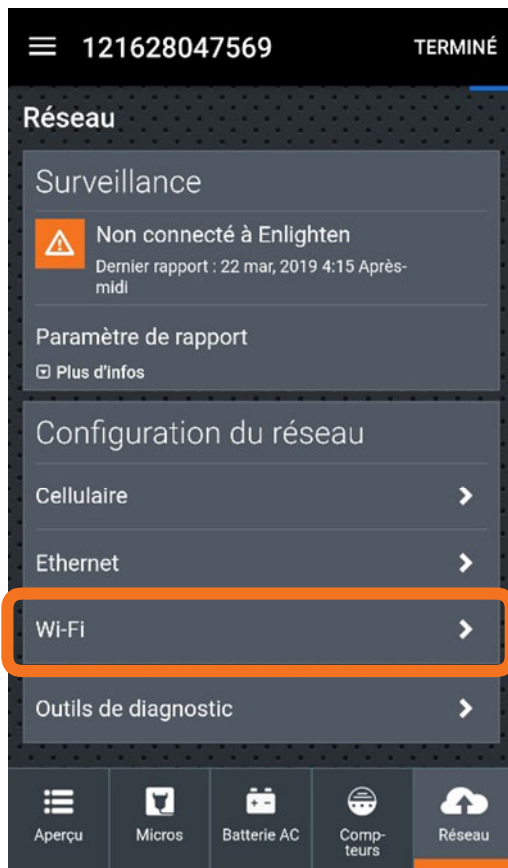 121628047569 TERMINÉ
Réseau
Surveillance
Non connecté à Enlighten
Dernier rapport : 22 mar, 2019 4:15 Après-
midi
Paramètre de rapport
Plus d'infos
Configuration du réseau
Cellulaire
Ethernet
Wi-Fi
Outils de diagnostic
Aperçu Micros Batterie AC Comp-
teurs Réseau